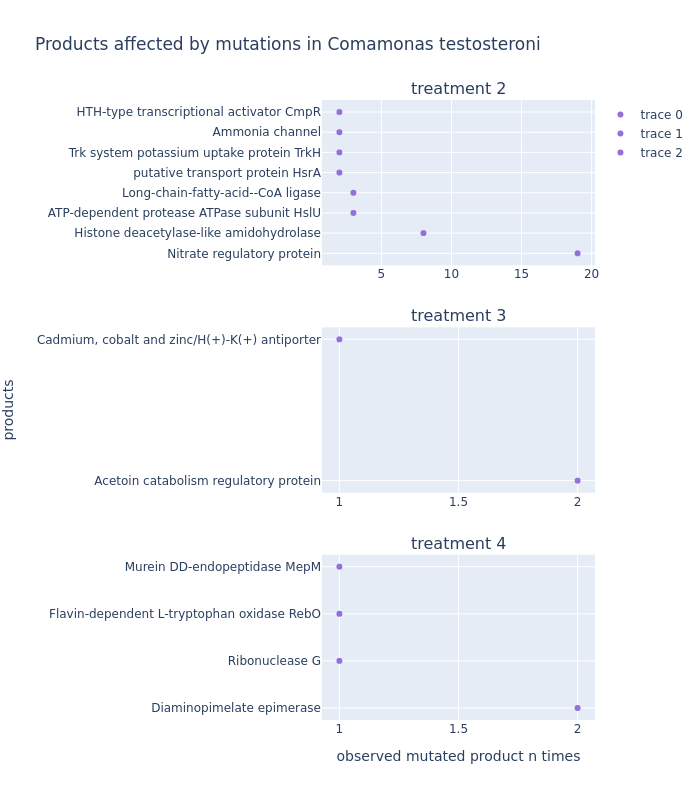 Products affected by mutations in Comamonas testosteroni
treatment 2
HTH-type transcriptional activator CmpR
Ammonia channel
Trk system potassium uptake protein TrkH
putative transport protein HsrA
Long-chain-fatty-acid--CoA ligase
ATP-dependent protease ATPase subunit HslU
Histone deacetylase-like amidohydrolase
Nitrate regulatory protein
5 10 15 20
trace 0
trace 1
trace 2
treatment 3
Cadmium, cobalt and zinc/H(+)-K(+) antiporter
Acetoin catabolism regulatory protein
1 1.5 2
products
treatment 4
Murein DD-endopeptidase MepM
Flavin-dependent L-tryptophan oxidase RebO
Ribonuclease G
Diaminopimelate epimerase
1 1.5 2
observed mutated product n times